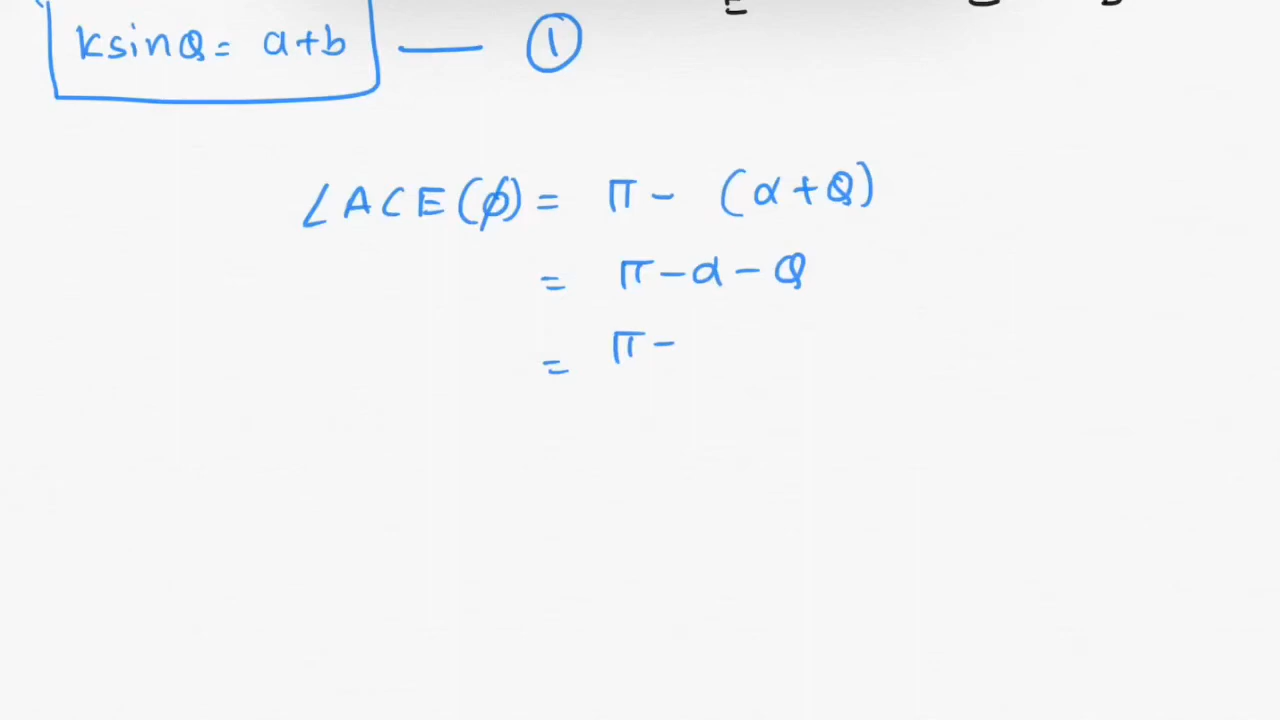 ksinθ = a+b — ①
∠ACE(ϕ) = π - (α+θ)
= π-α-θ
= π-